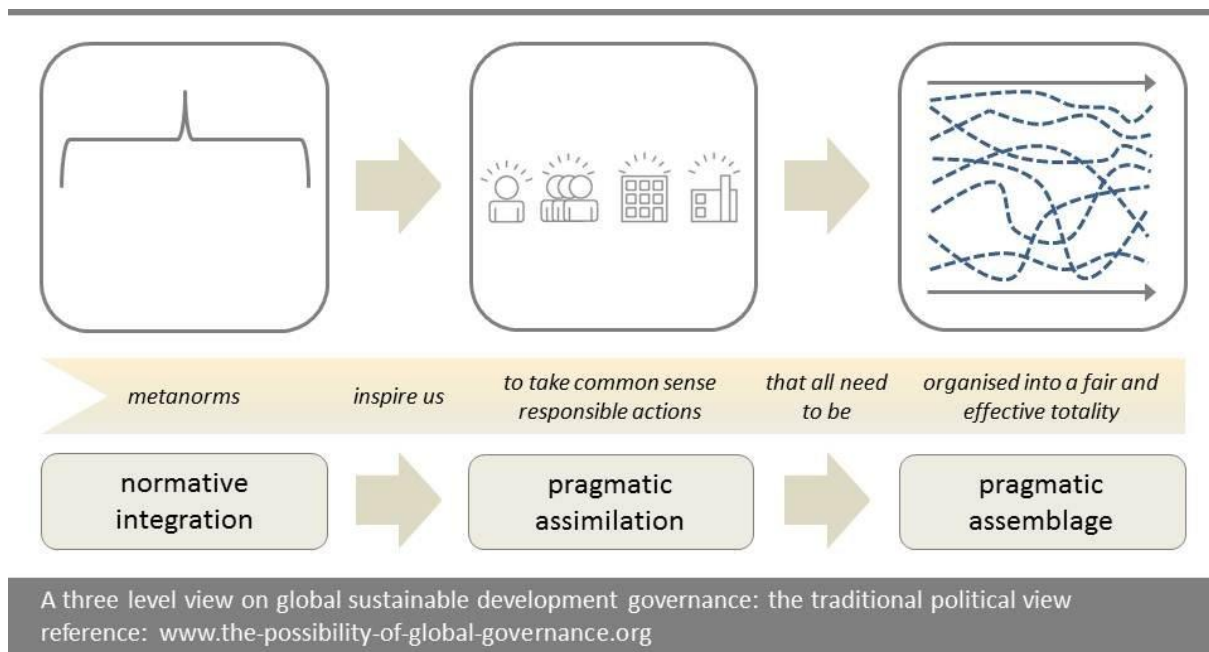 metanorms
inspire us
to take common sense
responsible actions
that all need
to be
organised into a fair and
effective totality
normative
integration
pragmatic
assimilation
pragmatic
assemblage
A three level view on global sustainable development governance: the traditional political view
reference: www.the-possibility-of-global-governance.org